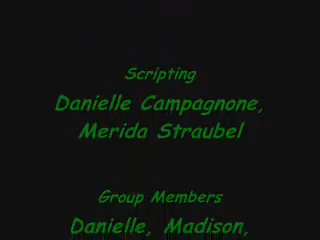 Scripting
Danielle Campagnone,
Merida Straubel
Group Members
Danielle, Madison,